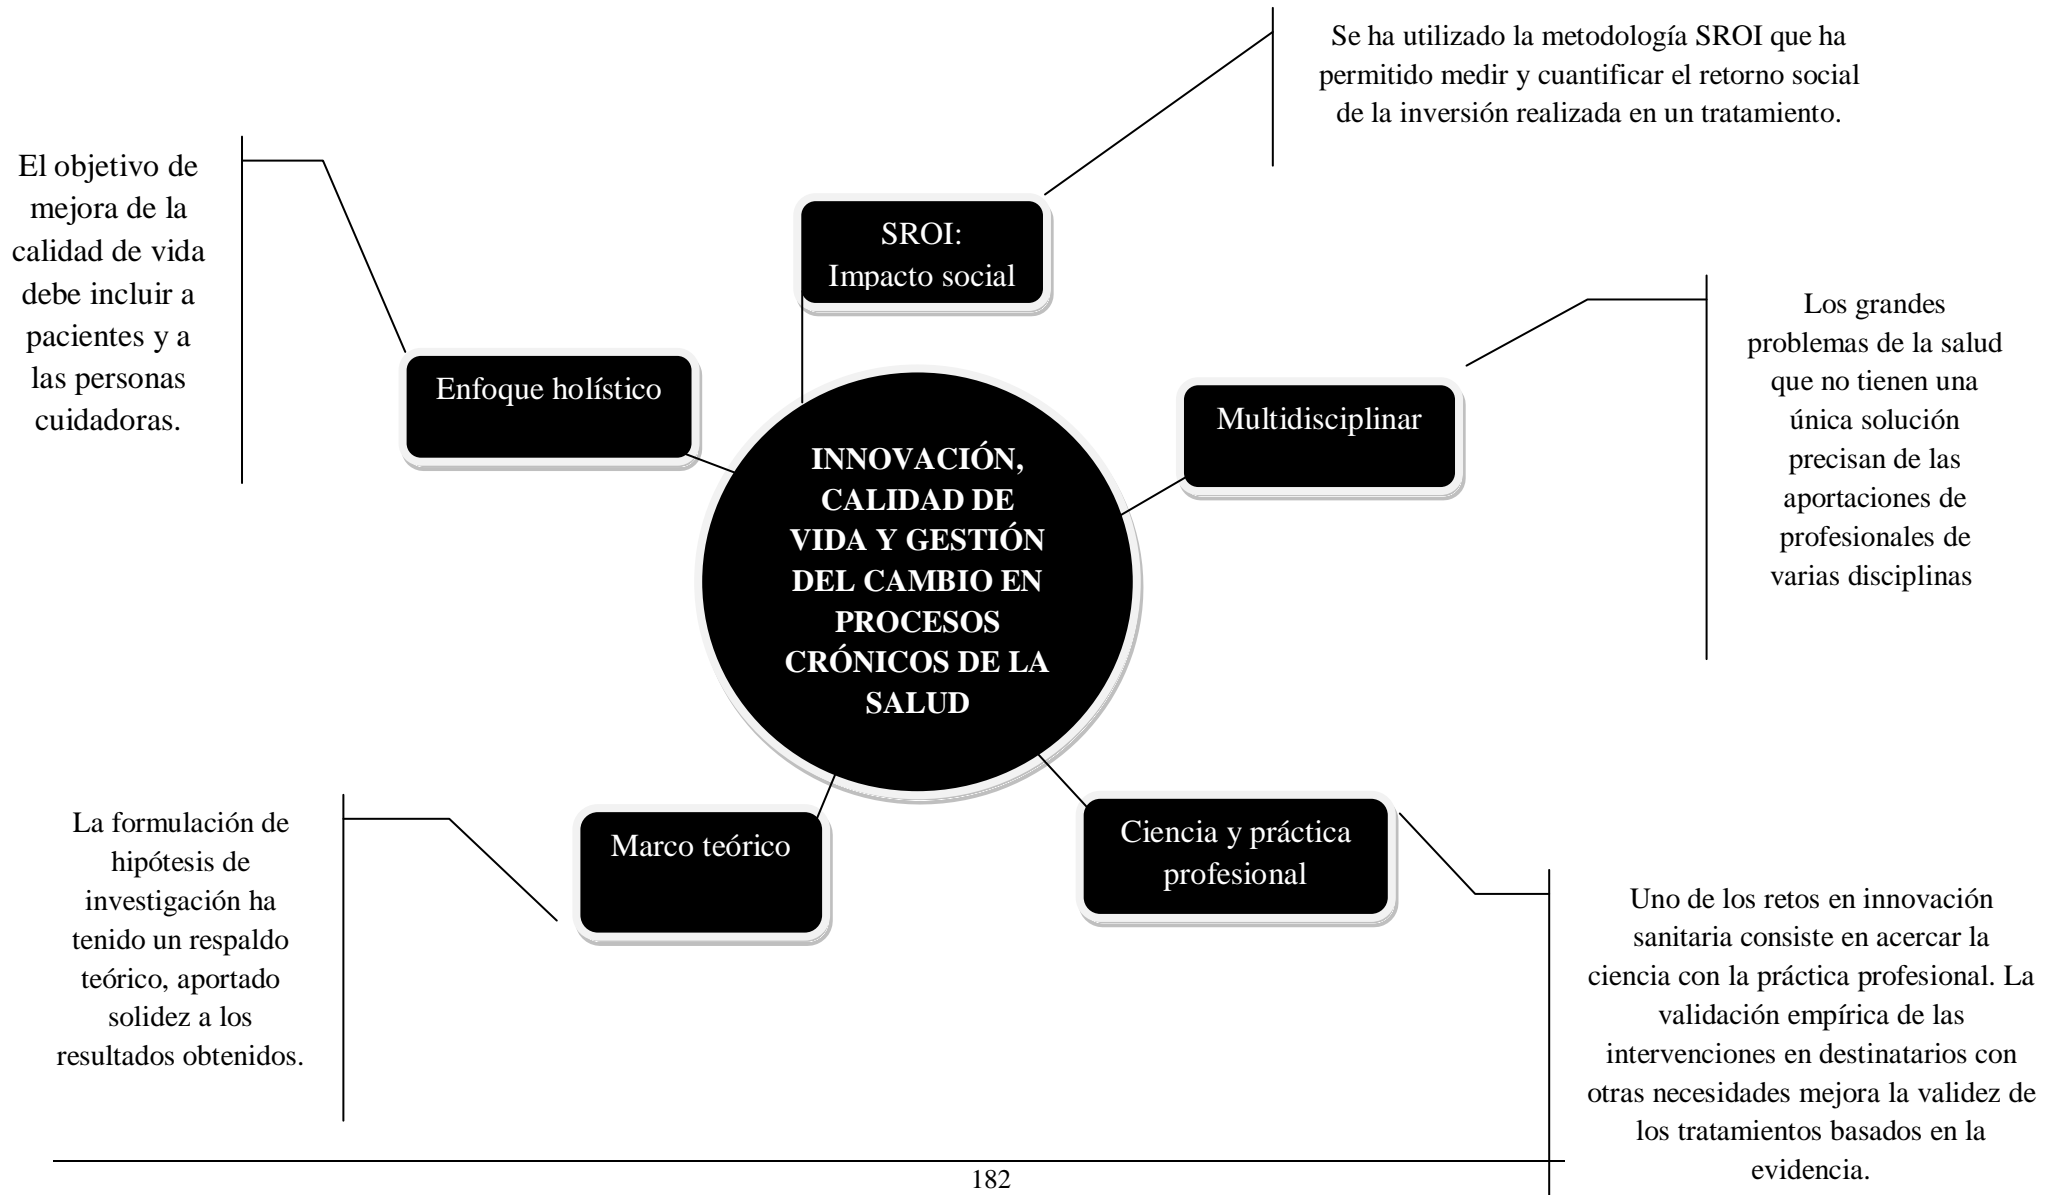 Se ha utilizado la metodología SROI que ha
permitido medir y cuantificar el retorno social
de la inversión realizada en un tratamiento.
El objetivo de
mejora de la
calidad de vida
debe incluir a
pacientes y a
las personas
cuidadoras.
SROI:
Impacto social
Enfoque holístico
Multidisciplinar
Los grandes
problemas de la salud
que no tienen una
única solución
precisan de las
aportaciones de
profesionales de
varias disciplinas
INNOVACIÓN,
CALIDAD DE
VIDA Y GESTIÓN
DEL CAMBIO EN
PROCESOS
CRÓNICOS DE LA
SALUD
La formulación de
hipótesis de
investigación ha
tenido un respaldo
teórico, aportado
solidez a los
resultados obtenidos.
Marco teórico
Ciencia y práctica
profesional
Uno de los retos en innovación
sanitaria consiste en acercar la
ciencia con la práctica profesional. La
validación empírica de las
intervenciones en destinatarios con
otras necesidades mejora la validez de
los tratamientos basados en la
evidencia.
182